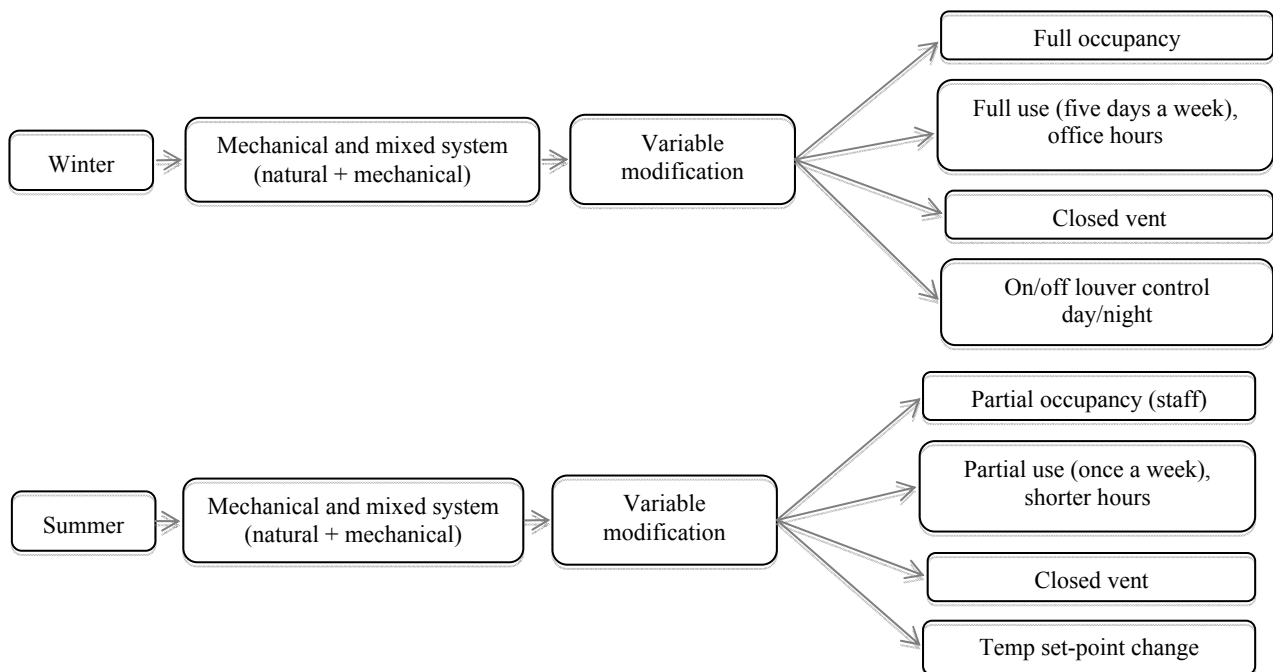 Winter
Mechanical and mixed system
(natural + mechanical)
Variable
modification
Full occupancy
Full use (five days a week),
office hours
Closed vent
On/off louver control
day/night
Summer
Mechanical and mixed system
(natural + mechanical)
Variable
modification
Partial occupancy (staff)
Partial use (once a week),
shorter hours
Closed vent
Temp set-point change